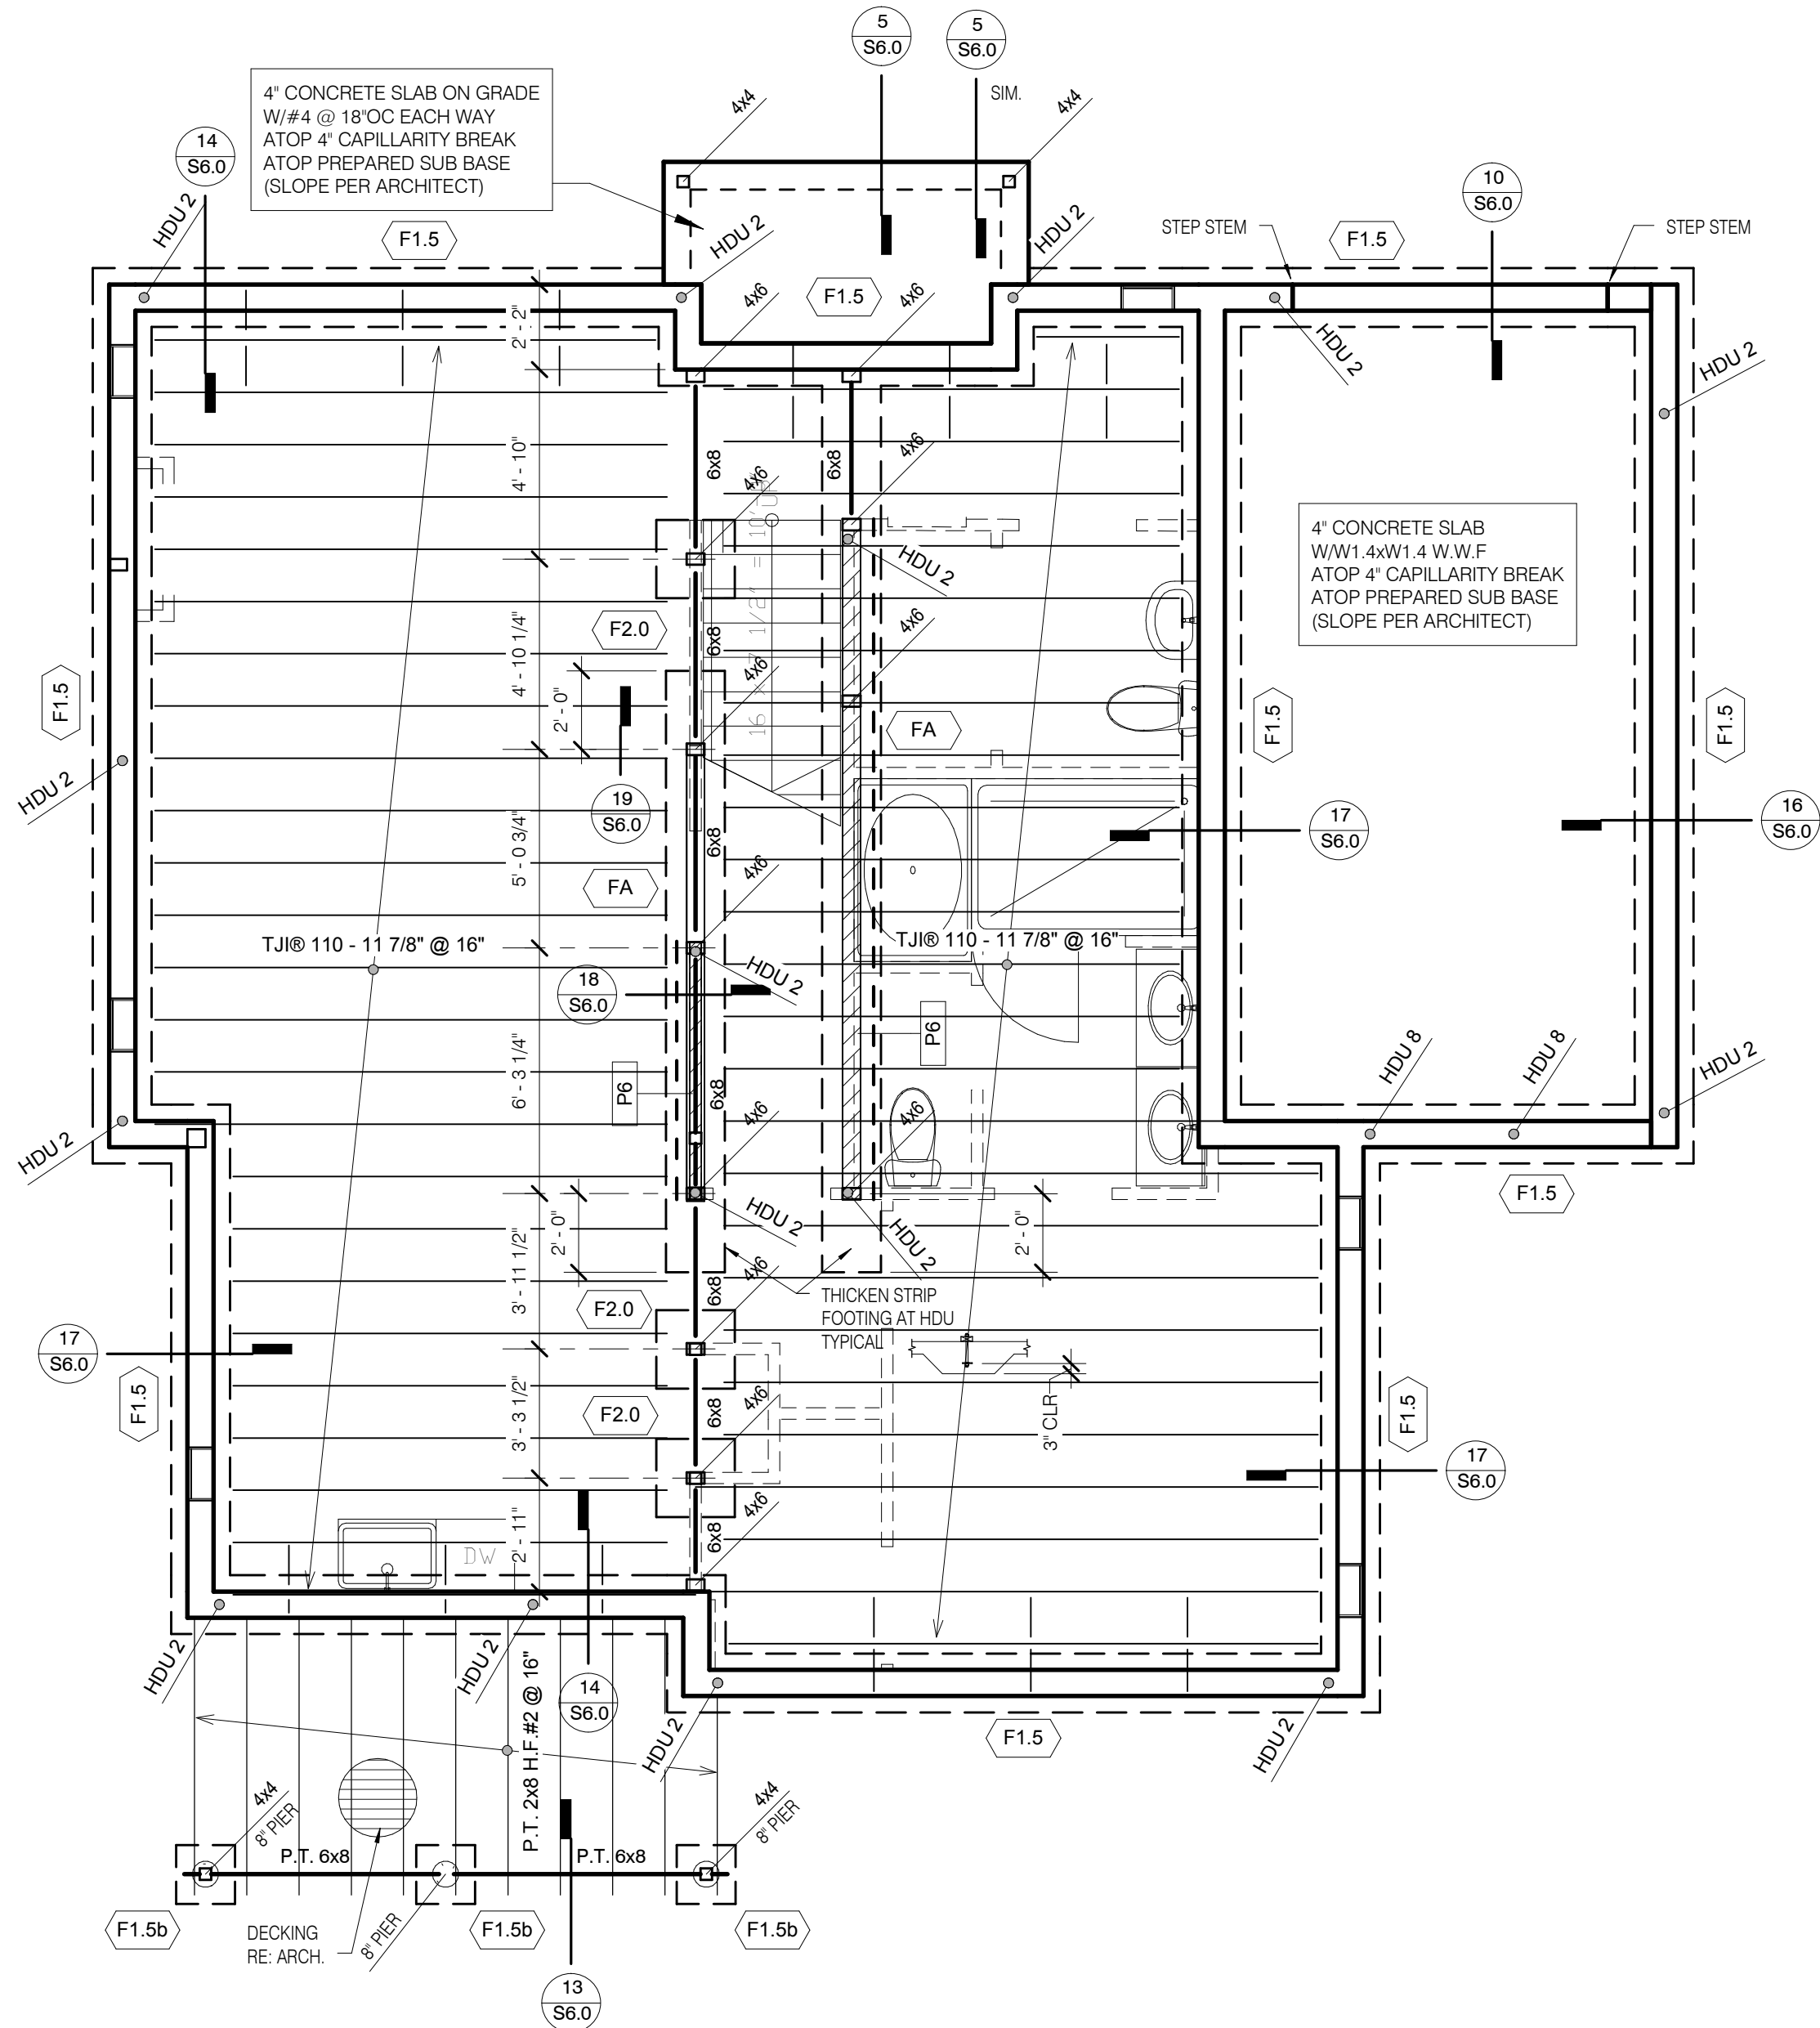 5
S6.0
5
S6.0
SIM.
4x4
4x4
4" CONCRETE SLAB ON GRADE
W/#4 @ 18"OC EACH WAY
ATOP 4" CAPILLARITY BREAK
ATOP PREPARED SUB BASE
(SLOPE PER ARCHITECT)
14
S6.0
10
S6.0
HDU 2
F1.5
HDU 2
HDU 2
STEP STEM
F1.5
STEP STEM
4x6
F1.5
4x6
2' - 2"
HDU 2
HDU 2
4' - 10"
6x8
4x6
6x8
4x6
4" CONCRETE SLAB
W/W1.4xW1.4 W.W.F
ATOP 4" CAPILLARITY BREAK
ATOP PREPARED SUB BASE
(SLOPE PER ARCHITECT)
HDU 2
F2.0
4' - 10 1/4"
6x8
4x6
4x6
F1.5
2' - 0"
FA
F1.5
F1.5
HDU 2
19
S6.0
5' - 0 3/4"
6x8
17
S6.0
16
S6.0
FA
4x6
TJI® 110 - 11 7/8" @ 16"
TJI® 110 - 11 7/8" @ 16"
18
S6.0
HDU 2
P6
HDU 8
HDU 8
HDU 2
6' - 3 1/4"
P6
6x8
4x6
4x6
HDU 2
F1.5
3' - 11 1/2"
2' - 0"
HDU 2
HDU 2
2' - 0"
F2.0
6x8
4x6
THICKEN STRIP
FOOTING AT HDU
TYPICAL
17
S6.0
F1.5
3' - 3 1/2"
F2.0
6x8
4x6
3" CLR
F1.5
17
S6.0
2' - 11"
DW
6x8
4x6
HDU 2
HDU 2
14
S6.0
P.T. 2x8 H.F.#2 @ 16"
HDU 2
F1.5
HDU 2
4x4
8" PIER
4x4
8" PIER
P.T. 6x8
P.T. 6x8
F1.5b
DECKING
RE: ARCH.
8" PIER
F1.5b
F1.5b
13
S6.0